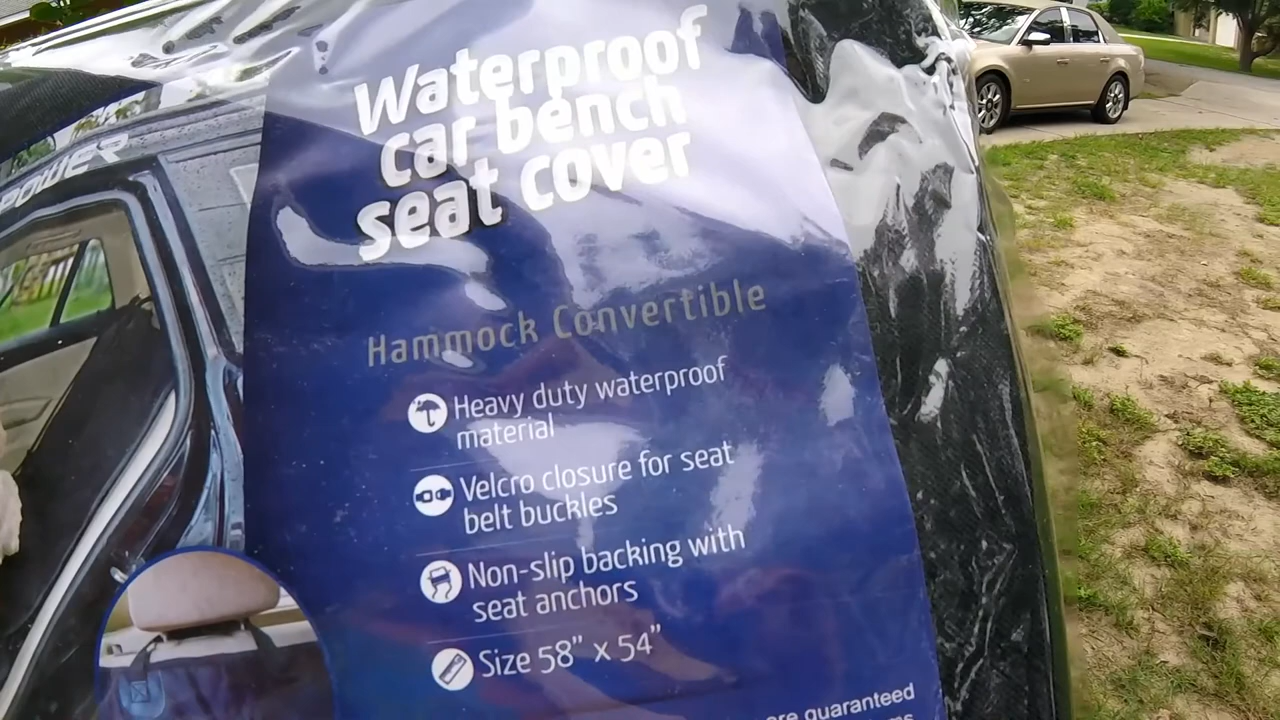 Waterproof
car bench
seat cover
POWER
Hammock Convertible
Heavy duty waterproof
material
Velcro closure for seat
belt buckles
Non-slip backing with
seat anchors
Size 58” x 54”
are guaranteed